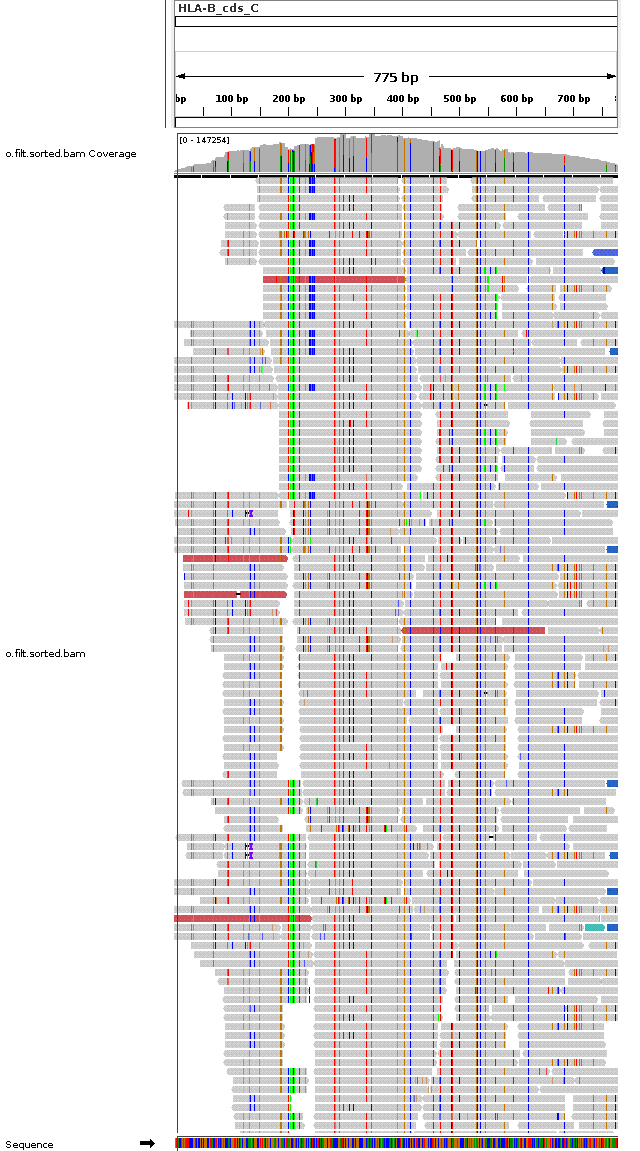 HLA-B_cds_C
775 bp
bp 100 bp 200 bp 300 bp 400 bp 500 bp 600 bp 700 bp
[0 - 147254]
o.filt.sorted.bam Coverage
o.filt.sorted.bam
Sequence